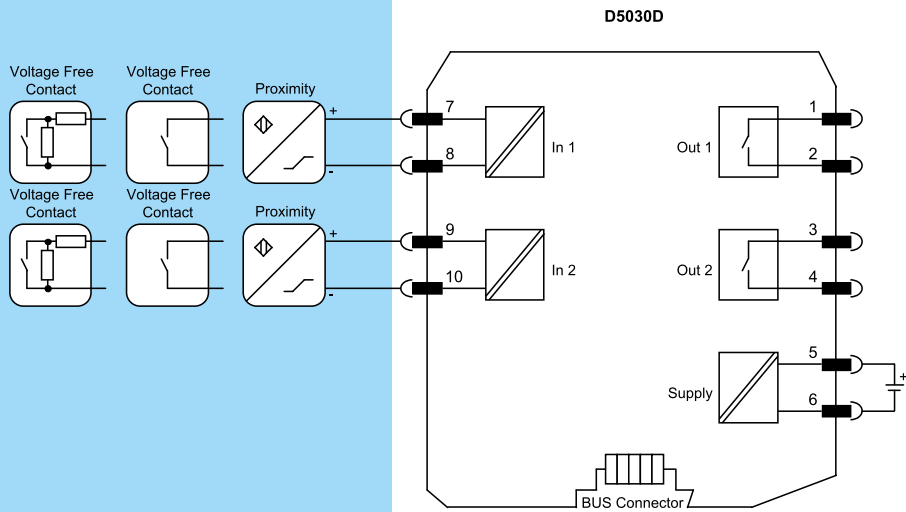 D5030D
Voltage Free
Contact
Voltage Free
Contact
Proximity
+
-
7
8
In 1
Out 1
1
2
Voltage Free
Contact
Voltage Free
Contact
Proximity
+
-
9
10
In 2
Out 2
3
4
Supply
5
6
+
BUS Connector